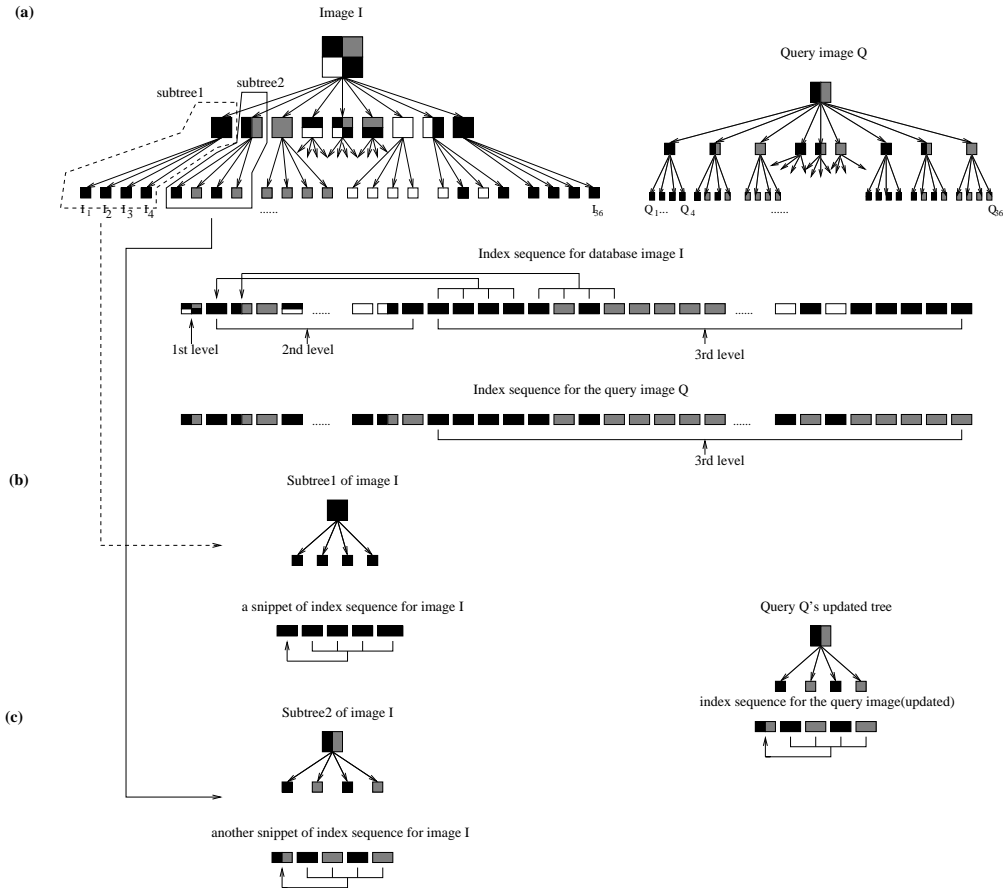 (a)
Image I
Query image Q
subtree1
subtree2
I1 I2 I3 I4 ...... I36
Q1... Q4 ...... Q36
Index sequence for database image I
...... ......
1st level 2nd level 3rd level
Index sequence for the query image Q
...... ......
3rd level
(b)
Subtree1 of image I
a snippet of index sequence for image I
Query Q's updated tree
index sequence for the query image(updated)
(c)
Subtree2 of image I
another snippet of index sequence for image I